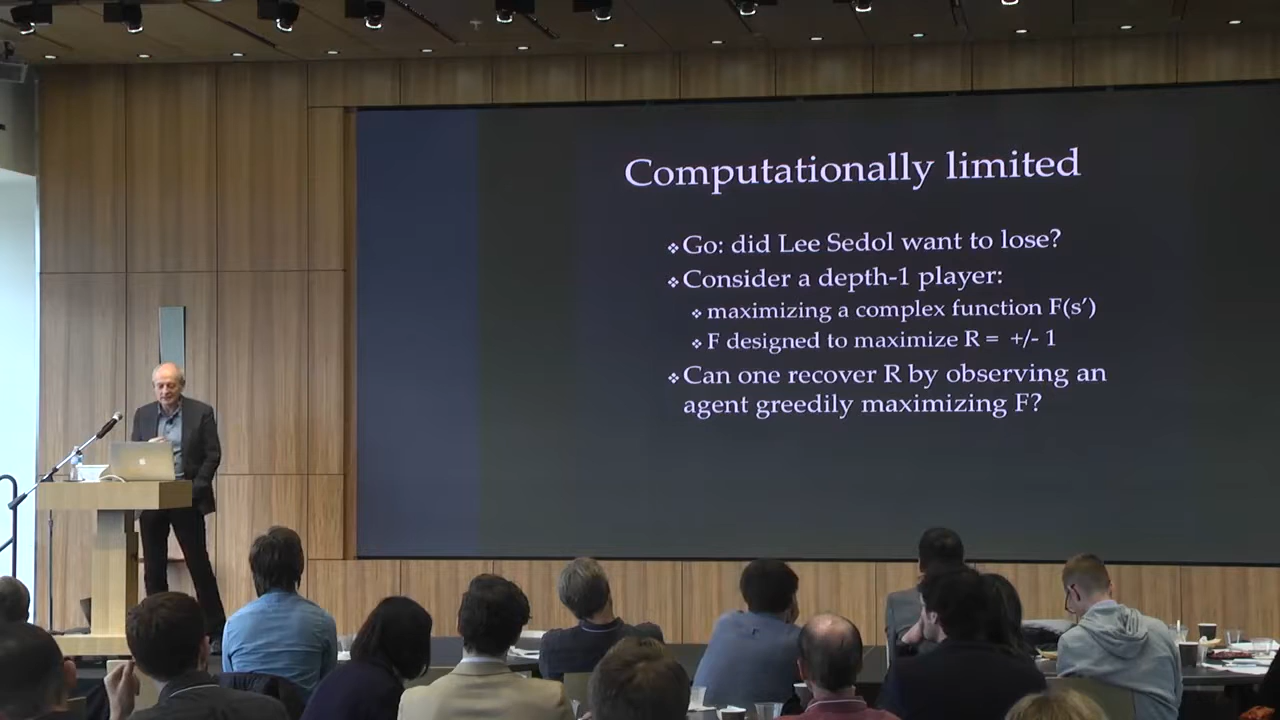 Computationally limited
❖Go: did Lee Sedol want to lose?
❖Consider a depth-1 player:
❖maximizing a complex function F(s′)
❖F designed to maximize R = +/- 1
❖Can one recover R by observing an
agent greedily maximizing F?